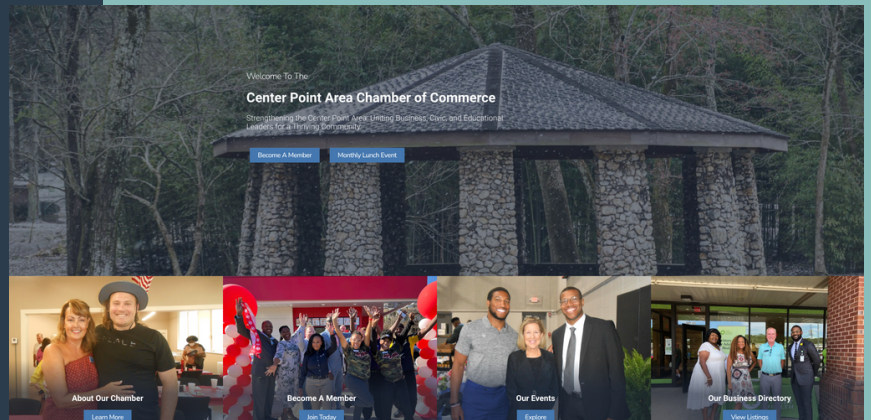 Welcome To The
Center Point Area Chamber of Commerce
Strengthening the Center Point Area: Uniting Business, Civic, and Educational
Leaders for a Thriving Community.
Become A Member
Monthly Lunch Event
About Our Chamber
Learn More
Become A Member
Join Today
Our Events
Explore
Our Business Directory
View Listings